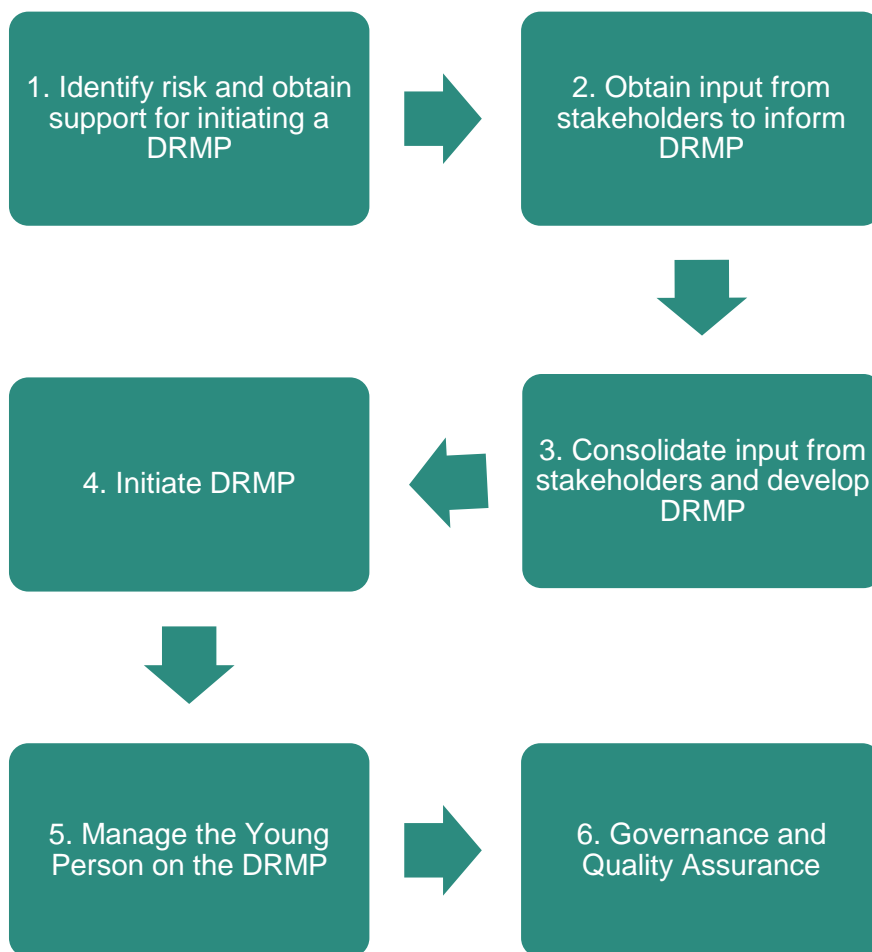 1. Identify risk and obtain
support for initiating a
DRMP
2. Obtain input from
stakeholders to inform
DRMP
3. Consolidate input from
stakeholders and develop
DRMP
4. Initiate DRMP
5. Manage the Young
Person on the DRMP
6. Governance and
Quality Assurance